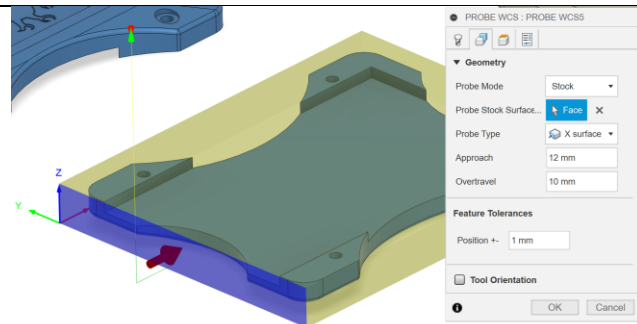 PROBE WCS : PROBE WCS5
Geometry
Probe Mode Stock
Probe Stock Surface... Face
Probe Type X surface
Approach 12 mm
Overtravel 10 mm
Feature Tolerances
Position +- 1 mm
Tool Orientation
OK Cancel
Z
Y